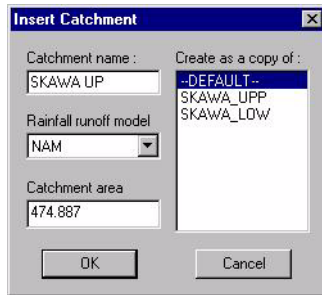 Insert Catchment
Catchment name :
SKAWA UP
Rainfall runoff model
NAM
Catchment area
474.887
Create as a copy of :
--DEFAULT--
SKAWA_UPP
SKAWA_LOW
OK
Cancel